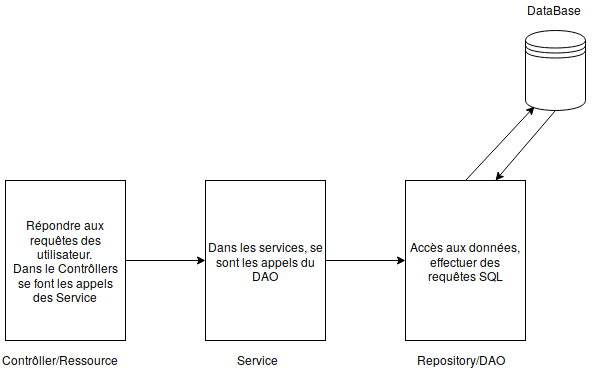 DataBase
Répondre aux
requêtes des
utilisateur.
Dans le Contrôllers
se font les appels
des Service
Dans les services, se
sont les appels du
DAO
Accès aux données,
effectuer des
requêtes SQL
Contrôller/Ressource
Service
Repository/DAO